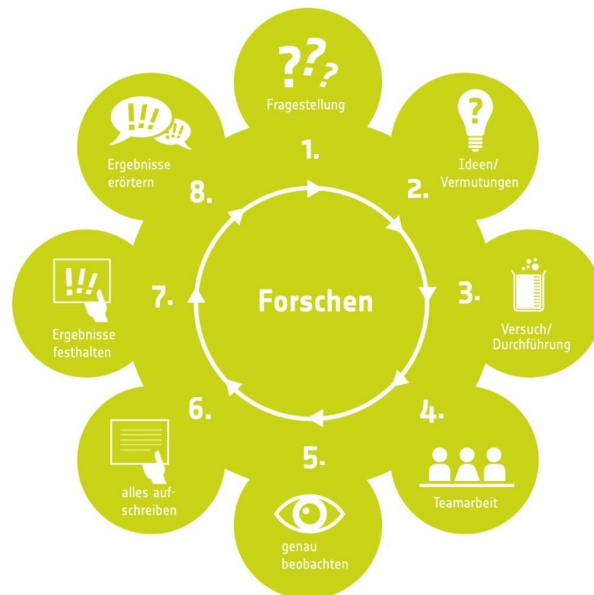 ???
Fragestellung
1.
?
Ideen/
Vermutungen
2.
3.
Versuch/
Durchführung
4.
Teamarbeit
5.
genau
beobachten
6.
alles auf-
schreiben
7.
!!!
Ergebnisse
festhalten
8.
!!!
!!!
Ergebnisse
erörtern
Forschen